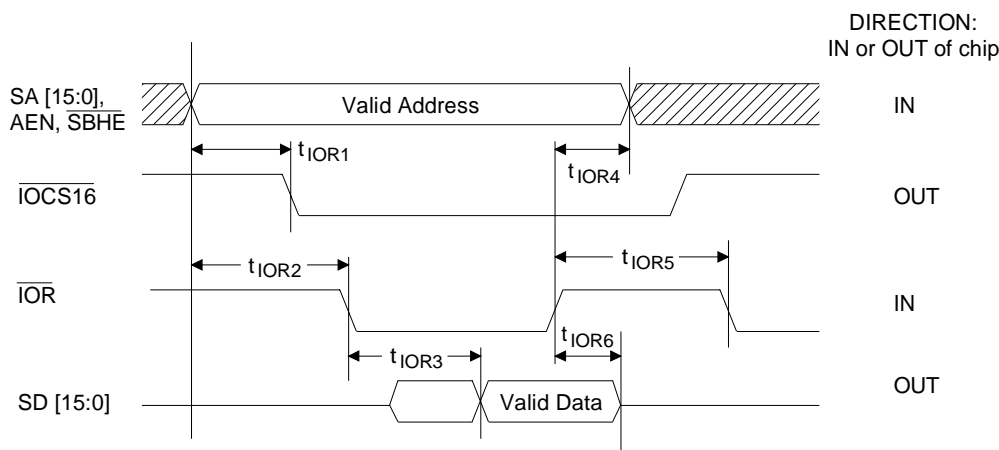 DIRECTION:
IN or OUT of chip
SA [15:0],
AEN, SBHE
Valid Address
IN
tIOR1
tIOR4
IOCS16
OUT
tIOR2
tIOR5
IOR
IN
tIOR6
tIOR3
OUT
SD [15:0]
Valid Data